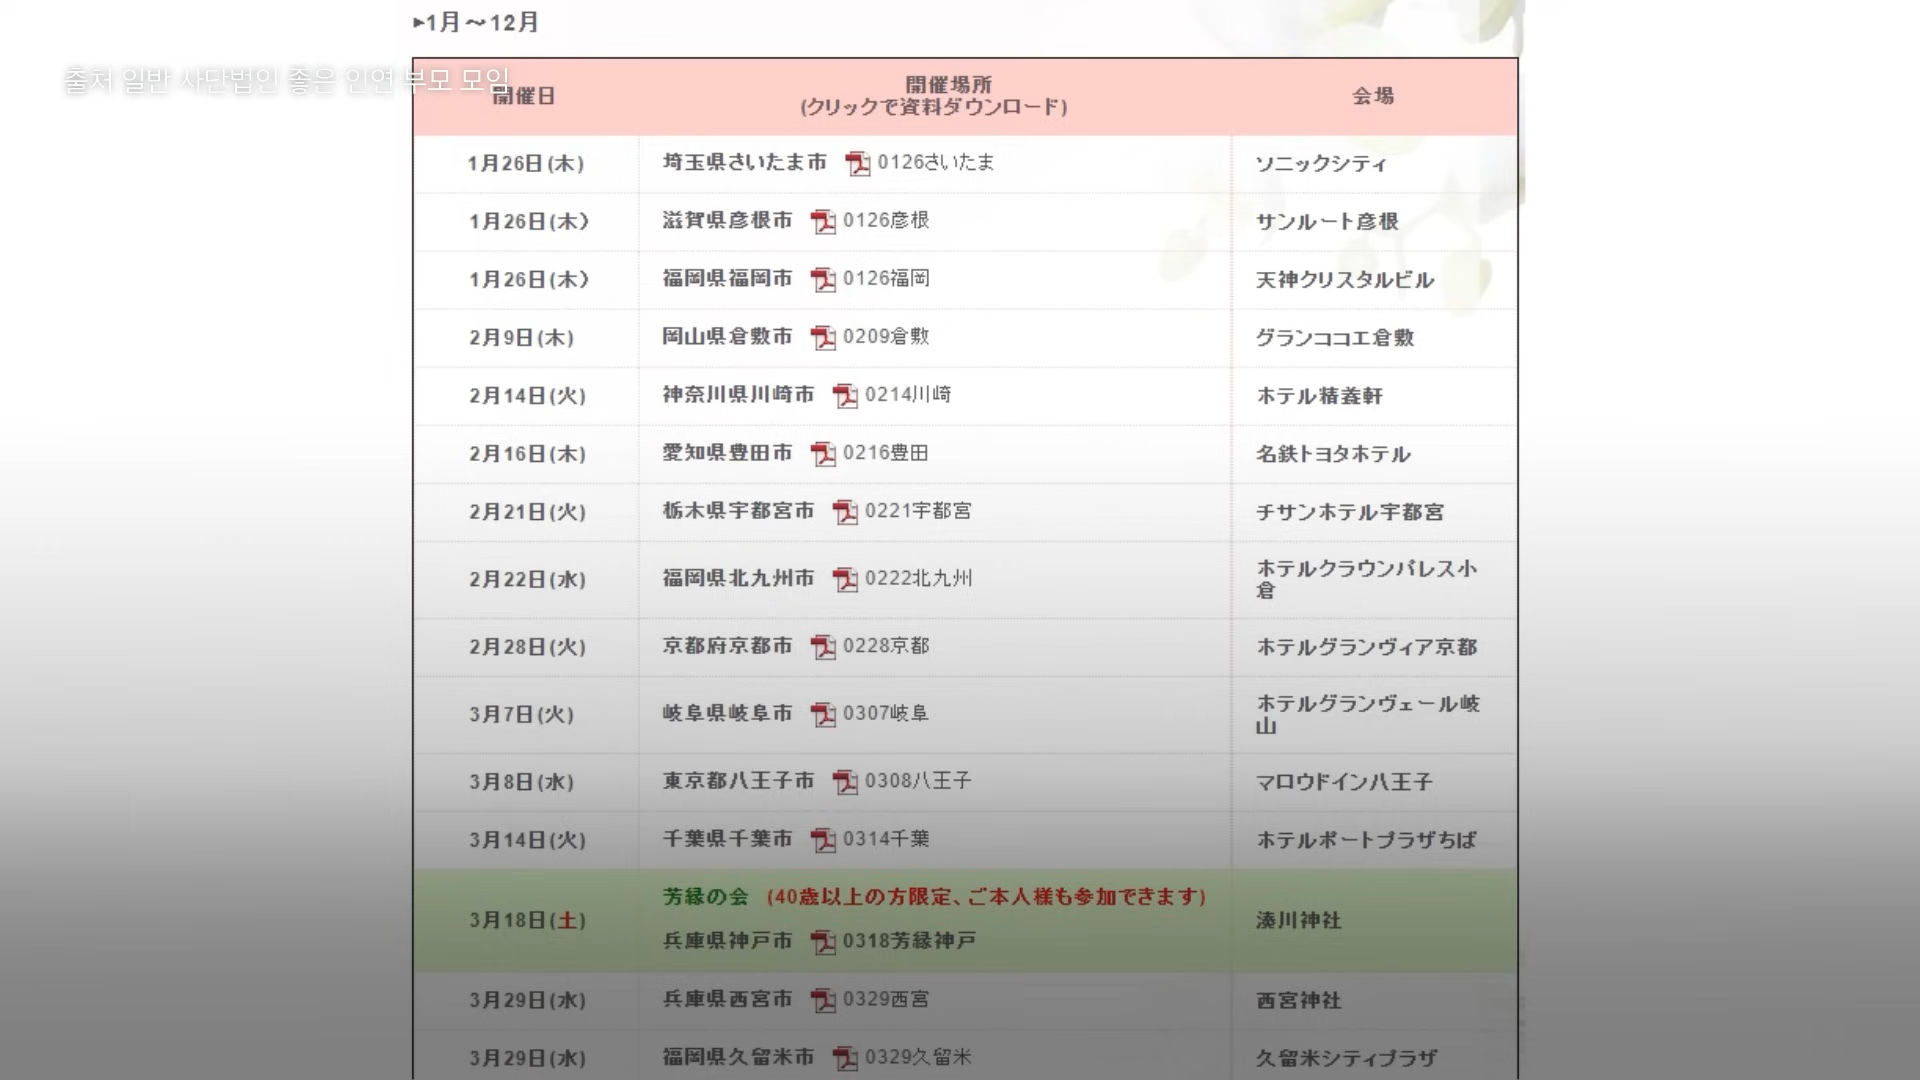 ▸1月～12月
출처 일반 사단법인 좋은 인연 부모 모임
開催日
開催場所
(クリックで資料ダウンロード)
会場
1月26日(木) 埼玉県さいたま市 0126さいたま ソニックシティ
1月26日(木) 滋賀県彦根市 0126彦根 サンルート彦根
1月26日(木) 福岡県福岡市 0126福岡 天神クリスタルビル
2月9日(木) 岡山県倉敷市 0209倉敷 グランココエ倉敷
2月14日(火) 神奈川県川崎市 0214川崎 ホテル精養軒
2月16日(木) 愛知県豊田市 0216豊田 名鉄トヨタホテル
2月21日(火) 栃木県宇都宮市 0221宇都宮 チサンホテル宇都宮
2月22日(水) 福岡県北九州市 0222北九州 ホテルクラウンパレス小
倉
2月28日(火) 京都府京都市 0228京都 ホテルグランヴィア京都
3月7日(火) 岐阜県岐阜市 0307岐阜 ホテルグランヴェール岐
山
3月8日(水) 東京都八王子市 0308八王子 マロウドイン八王子
3月14日(火) 千葉県千葉市 0314千葉 ホテルポートプラザちば
芳縁の会 (40歳以上の方限定、ご本人様も参加できます)
3月18日(土) 兵庫県神戸市 0318芳縁神戸 湊川神社
3月29日(水) 兵庫県西宮市 0329西宮 西宮神社
3月29日(水) 福岡県久留米市 0329久留米 久留米シティプラザ